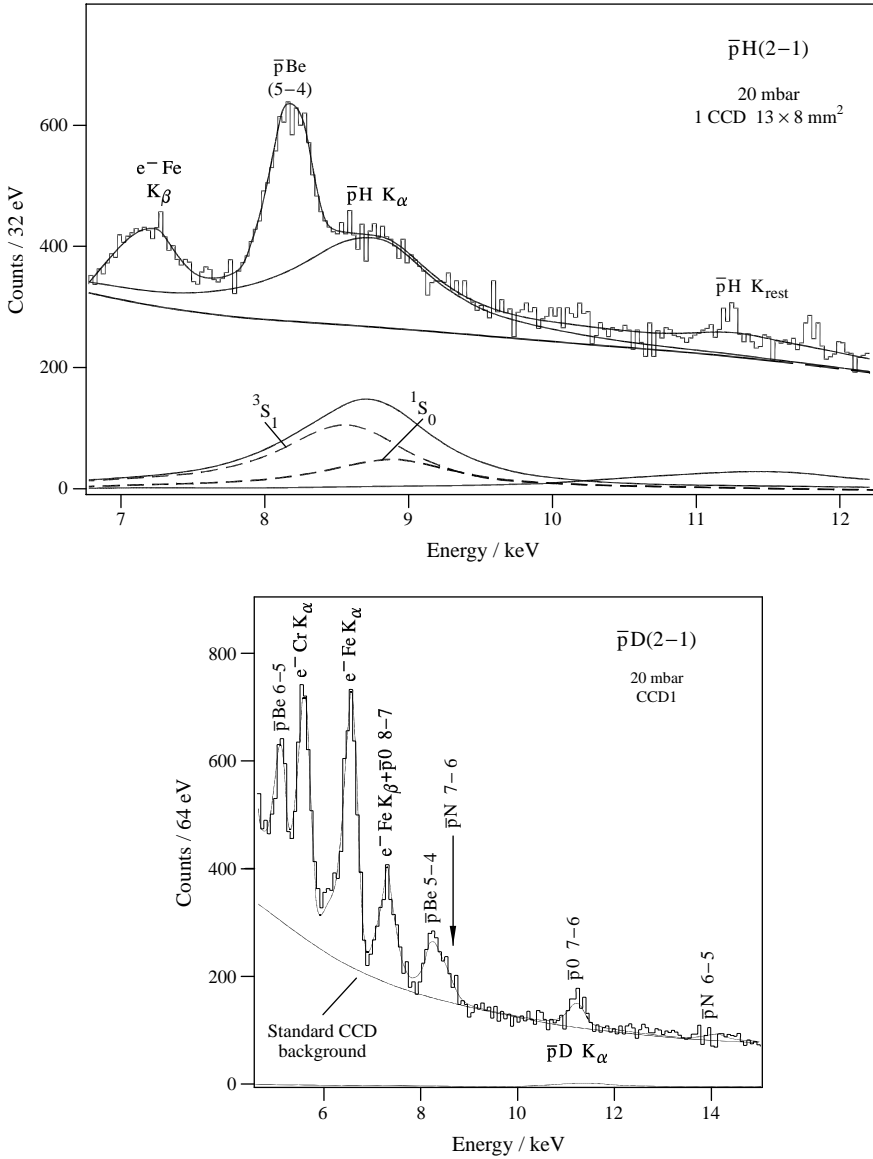 p̅H(2−1)
20 mbar
1 CCD 13 × 8 mm²
p̅Be
(5−4)
e⁻ Fe
Kβ
p̅H Kα
p̅H Krest
³S₁
¹S₀
Counts / 32 eV
600
400
200
0
7 8 9 10 11 12
Energy / keV
p̅D(2−1)
20 mbar
CCD1
p̅Be 6−5
e⁻ Cr Kα
e⁻ Fe Kα
e⁻ Fe Kβ+p̅O 8−7
p̅Be 5−4
p̅N 7−6
p̅O 7−6
p̅N 6−5
Standard CCD
background
p̅D Kα
Counts / 64 eV
800
600
400
200
0
6 8 10 12 14
Energy / keV